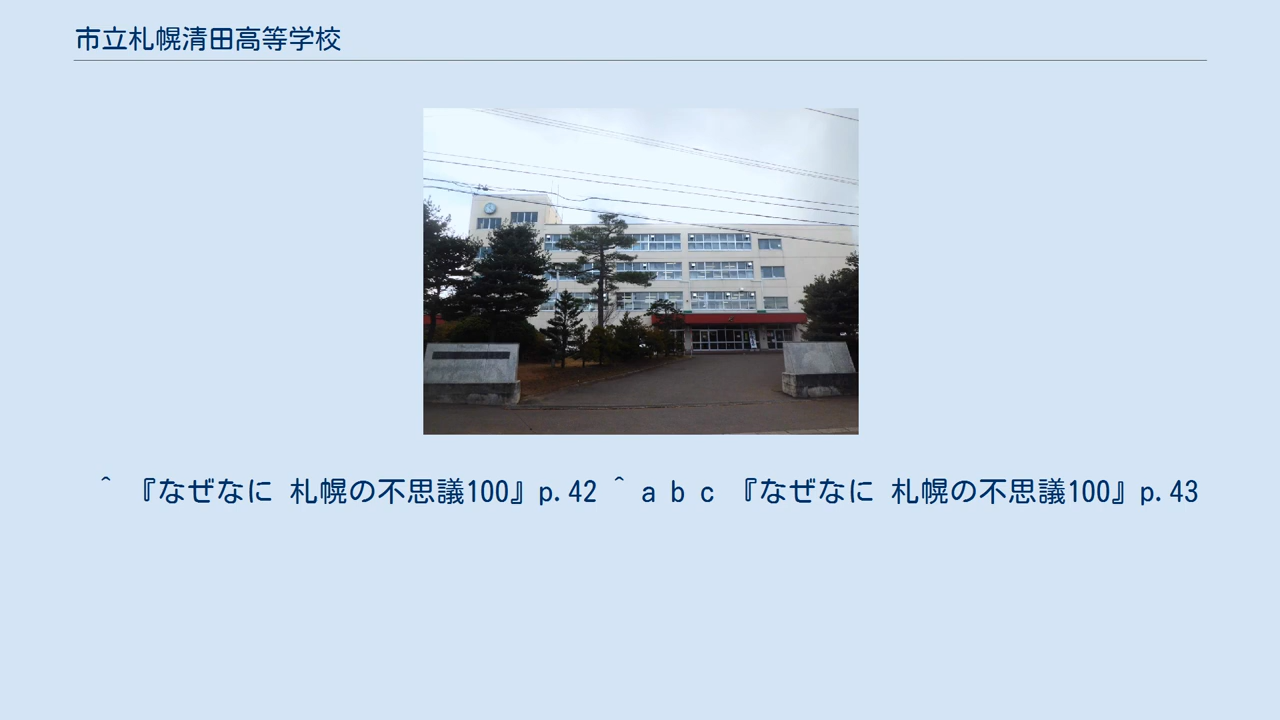 市立札幌清田高等学校
^ 『なぜなに 札幌の不思議100』p.42 ^ a b c 『なぜなに 札幌の不思議100』p.43